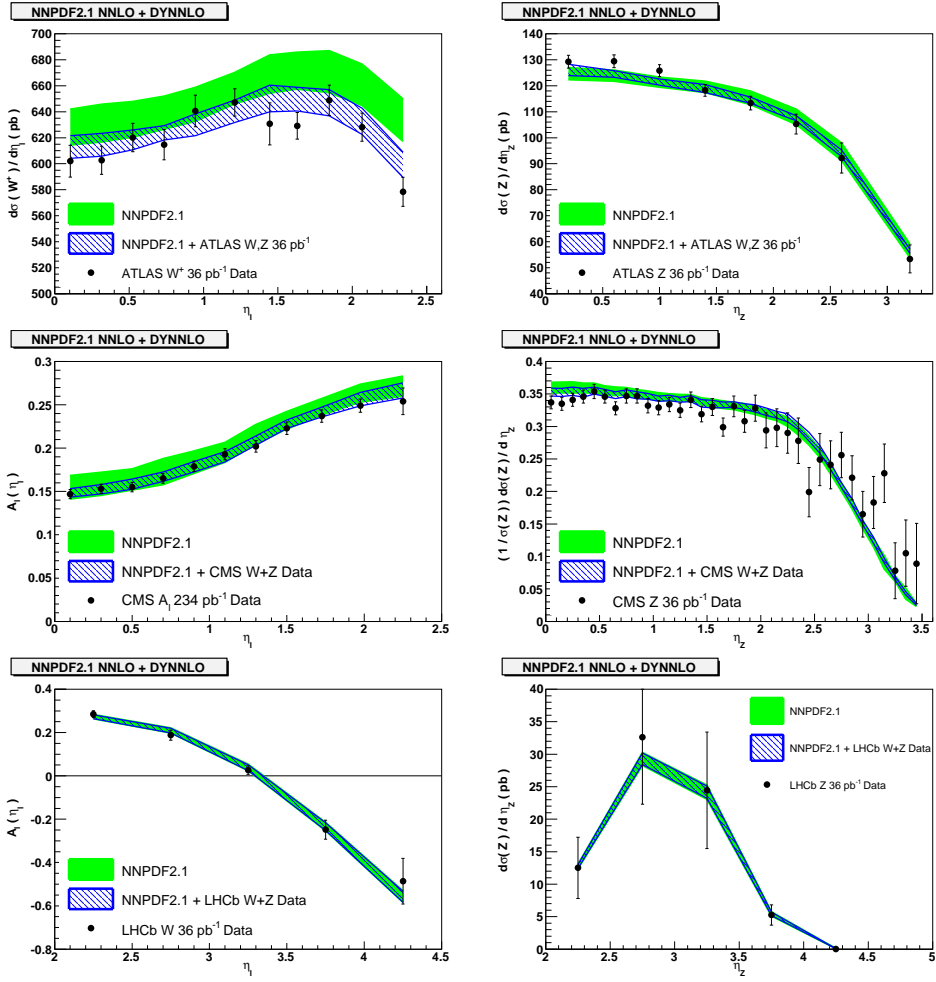 NNPDF2.1 NNLO + DYNNLO
dσ( W⁺) / dη_l ( pb )
700
680
660
640
620
600
580
560
540
520
500
NNPDF2.1
NNPDF2.1 + ATLAS W,Z 36 pb⁻¹
ATLAS W⁺ 36 pb⁻¹ Data
0 0.5 1 1.5 2 2.5
η_l
NNPDF2.1 NNLO + DYNNLO
dσ( Z ) / dη_Z ( pb )
140
130
120
110
100
90
80
70
60
50
40
NNPDF2.1
NNPDF2.1 + ATLAS W,Z 36 pb⁻¹
ATLAS Z 36 pb⁻¹ Data
0 0.5 1 1.5 2 2.5 3
η_Z
NNPDF2.1 NNLO + DYNNLO
A_l ( η_l )
0.3
0.25
0.2
0.15
0.1
0.05
0
NNPDF2.1
NNPDF2.1 + CMS W+Z Data
CMS A_l 234 pb⁻¹ Data
0 0.5 1 1.5 2 2.5
η_l
NNPDF2.1 NNLO + DYNNLO
( 1 / σ(Z) ) dσ( Z ) / d η_Z
0.4
0.35
0.3
0.25
0.2
0.15
0.1
0.05
0
NNPDF2.1
NNPDF2.1 + CMS W+Z Data
CMS Z 36 pb⁻¹ Data
0 0.5 1 1.5 2 2.5 3 3.5
η_Z
NNPDF2.1 NNLO + DYNNLO
A_l ( η_l )
0.4
0.2
0
-0.2
-0.4
-0.6
-0.8
NNPDF2.1
NNPDF2.1 + LHCb W+Z Data
LHCb W 36 pb⁻¹ Data
2 2.5 3 3.5 4 4.5
η_l
NNPDF2.1 NNLO + DYNNLO
dσ( Z ) / d η_Z ( pb )
40
35
30
25
20
15
10
5
0
NNPDF2.1
NNPDF2.1 + LHCb W+Z Data
LHCb Z 36 pb⁻¹ Data
2 2.5 3 3.5 4 4.5 5
η_Z